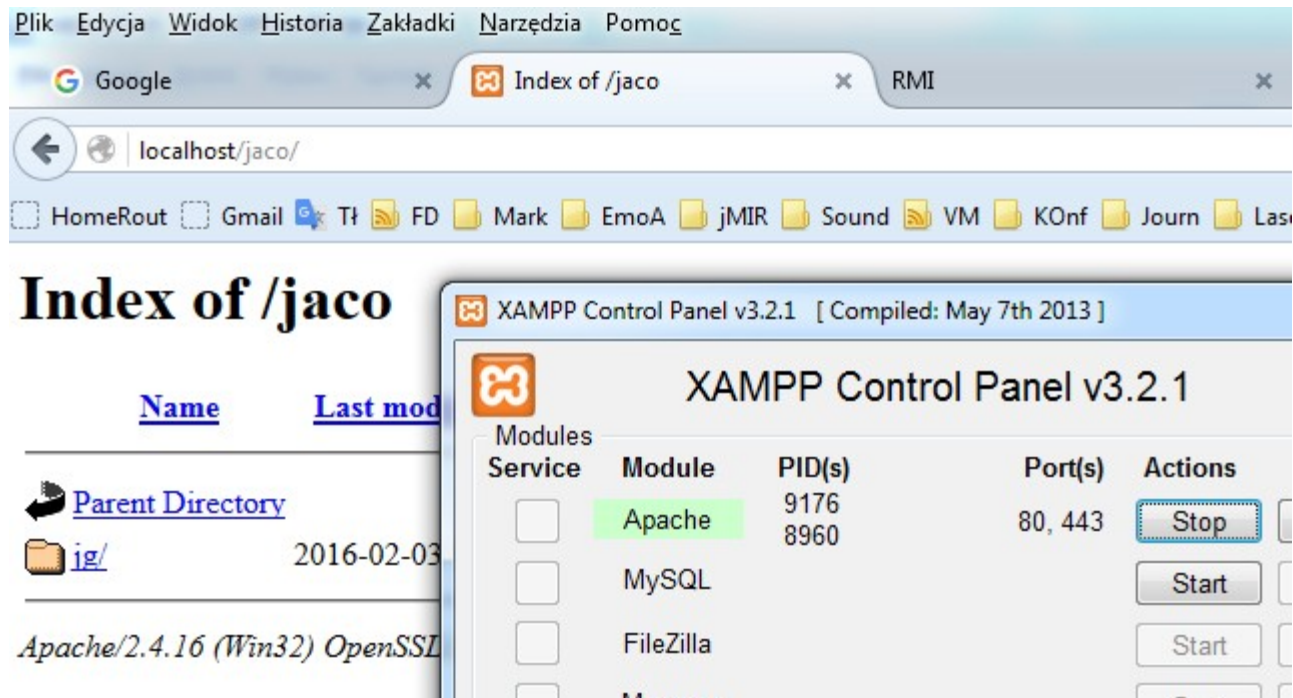 Plik Edycja Widok Historia Zakładki Narzędzia Pomoc
Google Index of /jaco RMI
localhost/jaco/
HomeRout Gmail Tł FD Mark EmoA jMIR Sound VM KOnf Journ
Index of /jaco
XAMPP Control Panel v3.2.1 [ Compiled: May 7th 2013 ]
XAMPP Control Panel v3.2.1
Name Last mod
Modules
Service Module PID(s) Port(s) Actions
Parent Directory
Apache 9176 80, 443 Stop
8960
jg/ 2016-02-03
MySQL Start
Apache/2.4.16 (Win32) OpenSSL
FileZilla Start